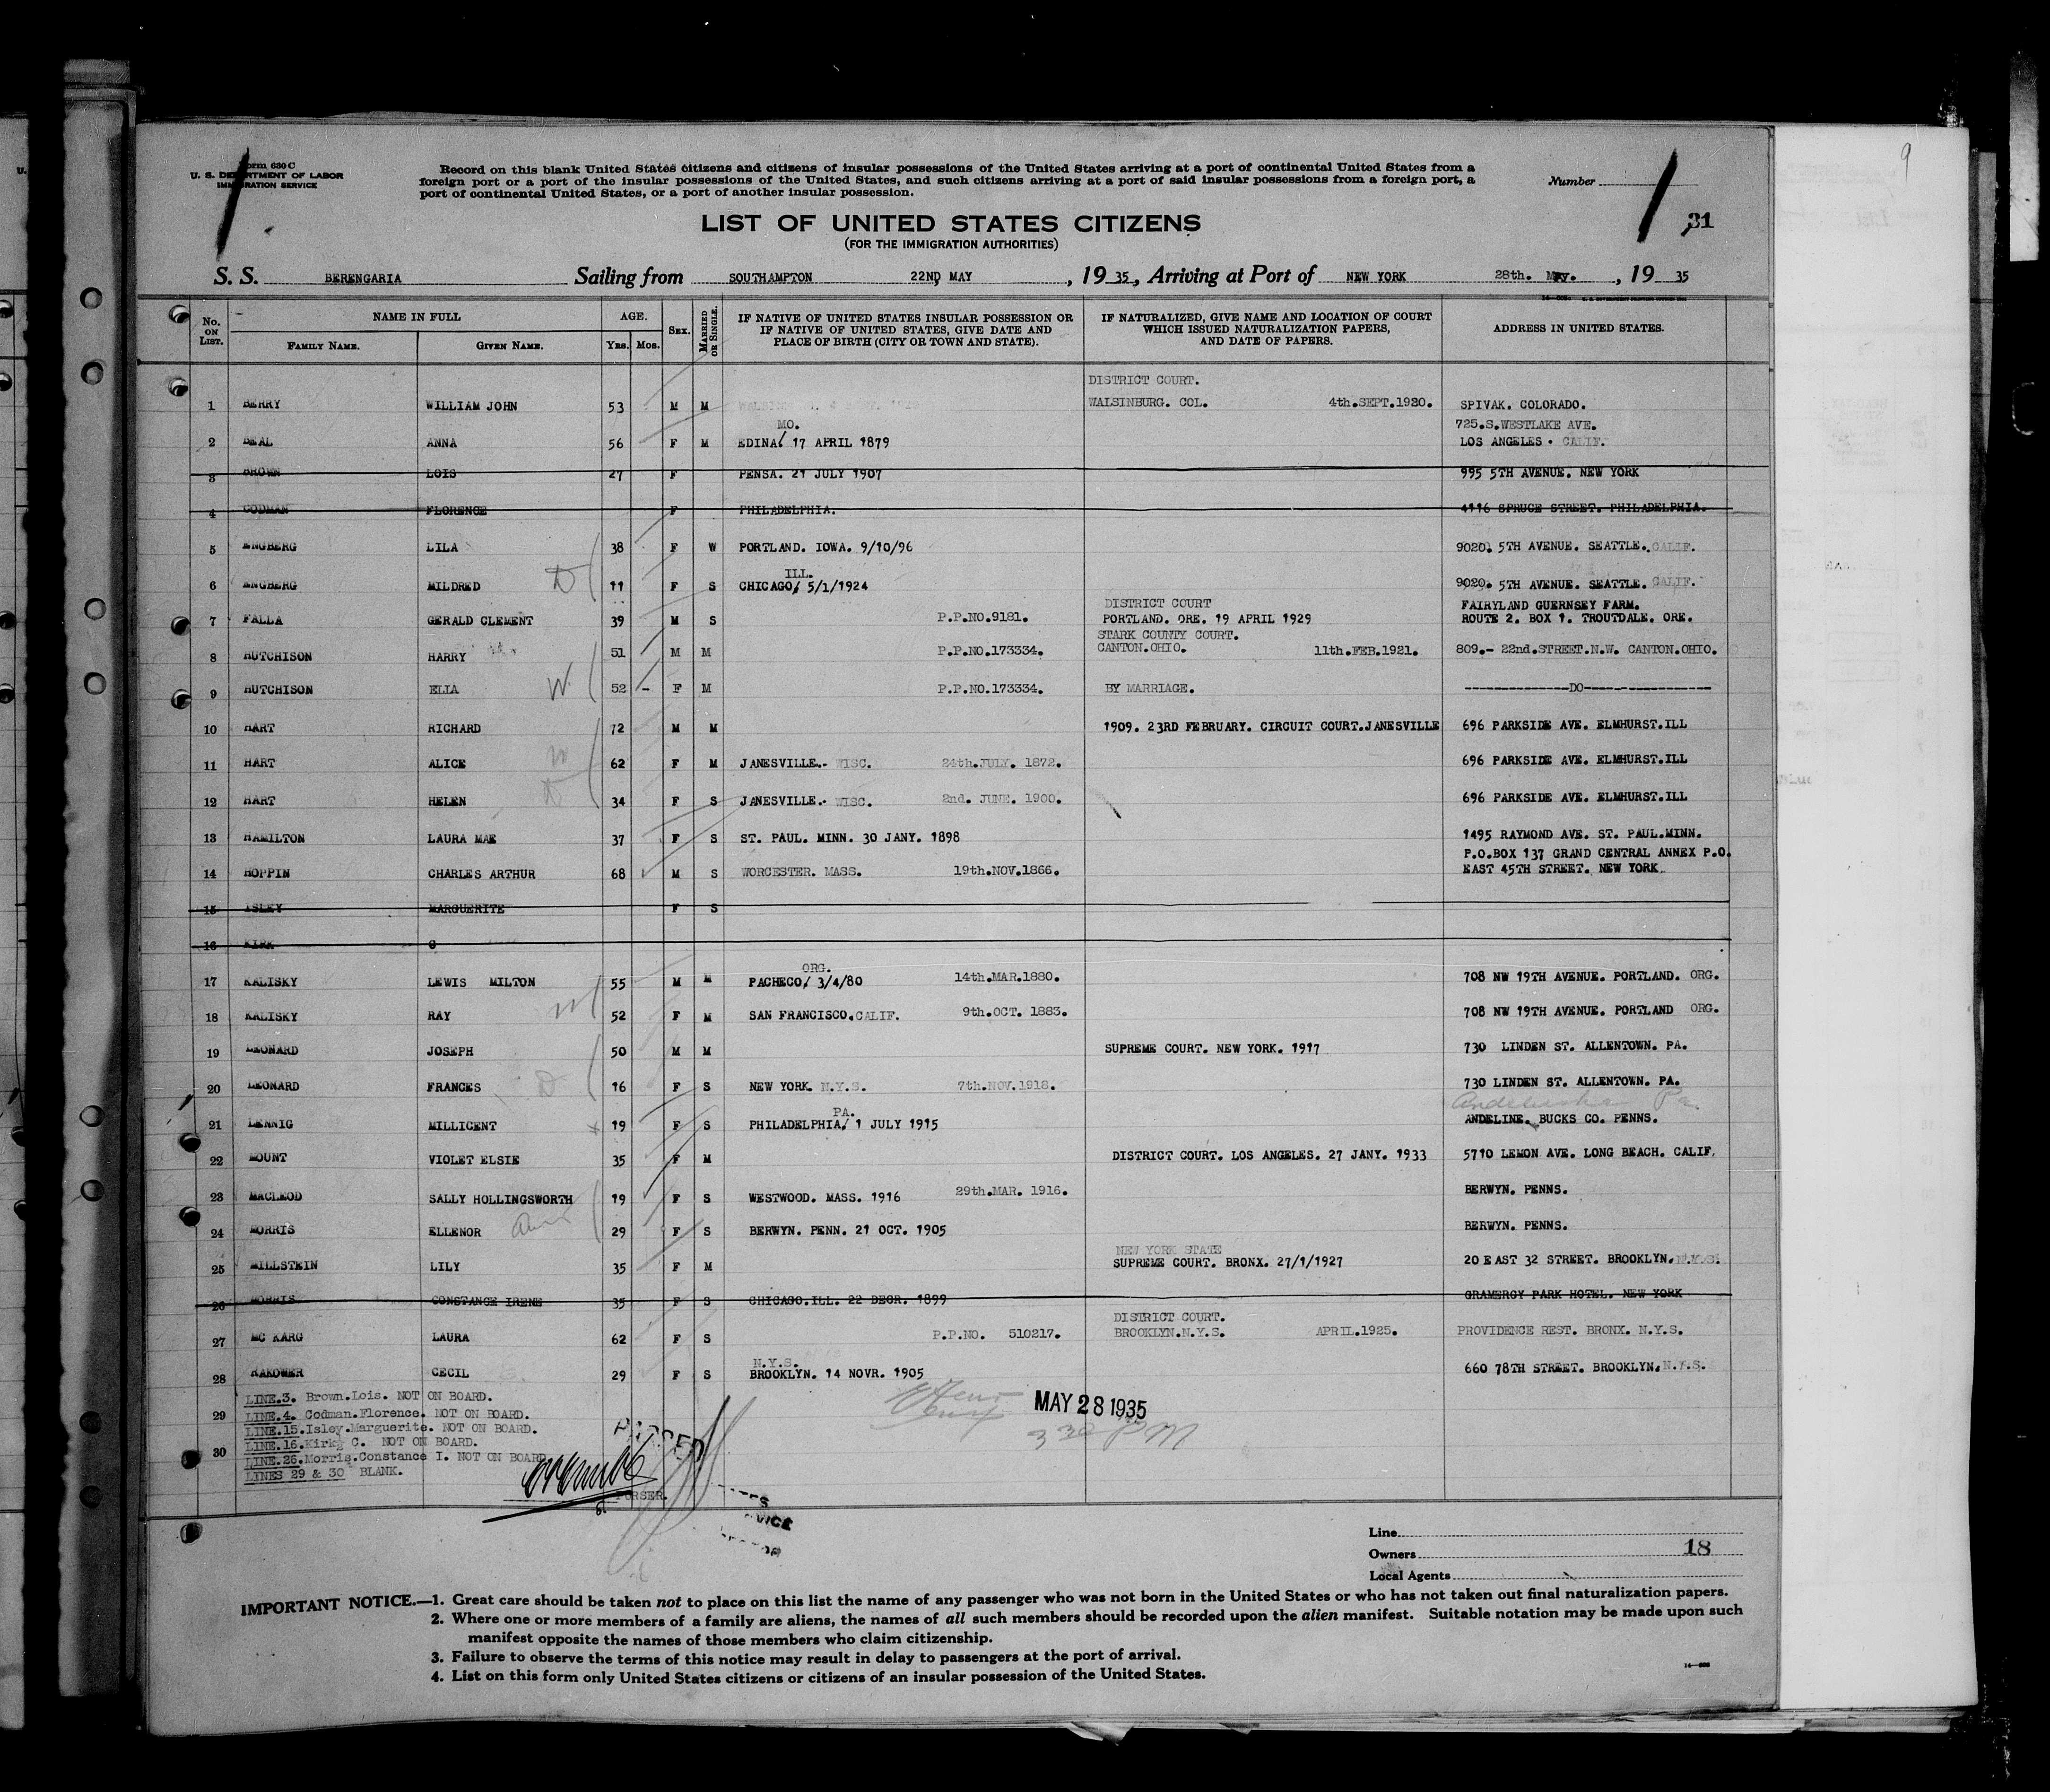 Form 630 C
U. S. DEPARTMENT OF LABOR
IMMIGRATION SERVICE
Record on this blank United States citizens and citizens of insular possessions of the United States arriving at a port of continental United States from a
foreign port or a port of the insular possessions of the United States, and such citizens arriving at a port of said insular possessions from a foreign port, a
port of continental United States, or a port of another insular possession.
Number
9
31
LIST OF UNITED STATES CITIZENS
(FOR THE IMMIGRATION AUTHORITIES)
S. S. BERENGARIA Sailing from SOUTHAMPTON 22ND MAY , 19 35, Arriving at Port of NEW YORK 28th. May. , 19 35
No. ON LIST. NAME IN FULL FAMILY NAME. GIVEN NAME. AGE. YRS. MOS. SEX. MARRIED OR SINGLE. IF NATIVE OF UNITED STATES INSULAR POSSESSION OR IF NATIVE OF UNITED STATES, GIVE DATE AND PLACE OF BIRTH (CITY OR TOWN AND STATE). IF NATURALIZED, GIVE NAME AND LOCATION OF COURT WHICH ISSUED NATURALIZATION PAPERS, AND DATE OF PAPERS. ADDRESS IN UNITED STATES.
DISTRICT COURT.
1 BERRY WILLIAM JOHN 53 M M WALSINBURG. COL. 4th.SEPT.1920. SPIVAK. COLORADO.
MO. 725.S.WESTLAKE AVE.
2 BEAL ANNA 56 F M EDINA/ 17 APRIL 1879 LOS ANGELES. CALIF.
3 BROWN LOIS 27 F PENSA. 21 JULY 1907 995 5TH AVENUE. NEW YORK
4 CODMAN FLORENCE F PHILADELPHIA. 4116 SPRUCE STREET. PHILADELPHIA.
5 ENGBERG LILA 38 F W PORTLAND. IOWA. 9/10/96 9020. 5TH AVENUE. SEATTLE. CALIF.
ILL.
6 ENGBERG MILDRED D 11 F S CHICAGO/ 5/1/1924 9020. 5TH AVENUE. SEATTLE. CALIF.
DISTRICT COURT FAIRYLAND GUERNSEY FARM.
7 FALLA GERALD CLEMENT 39 M S P.P.NO.9181. PORTLAND. ORE. 19 APRIL 1929 ROUTE 2. BOX 1. TROUTDALE. ORE.
STARK COUNTY COURT.
8 HUTCHISON HARRY 51 M M P.P.NO.173334. CANTON.OHIO. 11th.FEB.1921. 809.- 22nd.STREET.N.W. CANTON.OHIO.
9 HUTCHISON ELIA W 52 - F M P.P.NO.173334. BY MARRIAGE. --------------DO----------------
10 HART RICHARD 72 M M 1909. 23RD FEBRUARY. CIRCUIT COURT.JANESVILLE 696 PARKSIDE AVE. ELMHURST.ILL
11 HART ALICE W 62 F M JANESVILLE.- WISC. 24th.JULY. 1872. 696 PARKSIDE AVE. ELMHURST.ILL
12 HART HELEN D 34 F S JANESVILLE.- WISC. 2nd. JUNE. 1900. 696 PARKSIDE AVE. ELMHURST.ILL
13 HAMILTON LAURA MAE 37 F S ST. PAUL. MINN. 30 JANY. 1898 1495 RAYMOND AVE. ST. PAUL.MINN.
P.O.BOX 137 GRAND CENTRAL ANNEX P.O.
14 HOPPIN CHARLES ARTHUR 68 M S WORCESTER. MASS. 19th.NOV.1866. EAST 45TH STREET. NEW YORK
15 ISLEY MARGUERITE F S
16 KIRK C
ORG.
17 KALISKY LEWIS MILTON 55 M M PACHECO/ 3/4/80 14th.MAR.1880. 708 NW 19TH AVENUE. PORTLAND. ORG.
18 KALISKY RAY W 52 F M SAN FRANCISCO.CALIF. 9th.OCT. 1883. 708 NW 19TH AVENUE. PORTLAND ORG.
19 LEONARD JOSEPH 50 M M SUPREME COURT. NEW YORK. 1917 730 LINDEN ST. ALLENTOWN. PA.
20 LEONARD FRANCES D 16 F S NEW YORK. N.Y.S. 7th.NOV.1918. 730 LINDEN ST. ALLENTOWN. PA.
PA. Pa.
21 LENNIG MILLICENT x 19 F S PHILADELPHIA/ 1 JULY 1915 ANDELINE. BUCKS CO. PENNS.
22 MOUNT VIOLET ELSIE 35 F M DISTRICT COURT. LOS ANGELES. 27 JANY. 1933 5710 LEMON AVE. LONG BEACH. CALIF.
23 MACLEOD SALLY HOLLINGSWORTH 19 F S WESTWOOD. MASS. 1916 29th.MAR. 1916. BERWYN. PENNS.
24 MORRIS ELLENOR Aunt 29 F S BERWYN. PENN. 21 OCT. 1905 BERWYN. PENNS.
NEW YORK STATE
25 MILLSTEIN LILY 35 F M SUPREME COURT. BRONX. 27/1/1927 20 EAST 32 STREET. BROOKLYN. N.Y.S.
26 MORRIS CONSTANCE IRENE 35 F S CHICAGO.ILL. 22 DECR. 1899 GRAMERCY PARK HOTEL. NEW YORK
DISTRICT COURT.
27 MC KARG LAURA 62 F S P.P.NO. 510217. BROOKLYN.N.Y.S. APRIL.1925. PROVIDENCE REST. BRONX. N.Y.S.
N.Y.S.
28 RAKOWER CECIL 29 F S BROOKLYN. 14 NOVR. 1905 660 78TH STREET. BROOKLYN. N.Y.S.
LINE.3. Brown.Lois. NOT ON BOARD.
29 LINE.4. Codman.Florence. NOT ON BOARD.
LINE.15.Isley.Marguerite. NOT ON BOARD.
30 LINE.16.Kirk. C. NOT ON BOARD.
LINE.26.Morris.Constance I. NOT ON BOARD
LINES 29 & 30 BLANK.
MAY 28 1935
3 30 PM
PURSER.
Line
Owners 18
Local Agents
IMPORTANT NOTICE.—1. Great care should be taken not to place on this list the name of any passenger who was not born in the United States or who has not taken out final naturalization papers.
2. Where one or more members of a family are aliens, the names of all such members should be recorded upon the alien manifest. Suitable notation may be made upon such
manifest opposite the names of those members who claim citizenship.
3. Failure to observe the terms of this notice may result in delay to passengers at the port of arrival.
4. List on this form only United States citizens or citizens of an insular possession of the United States.